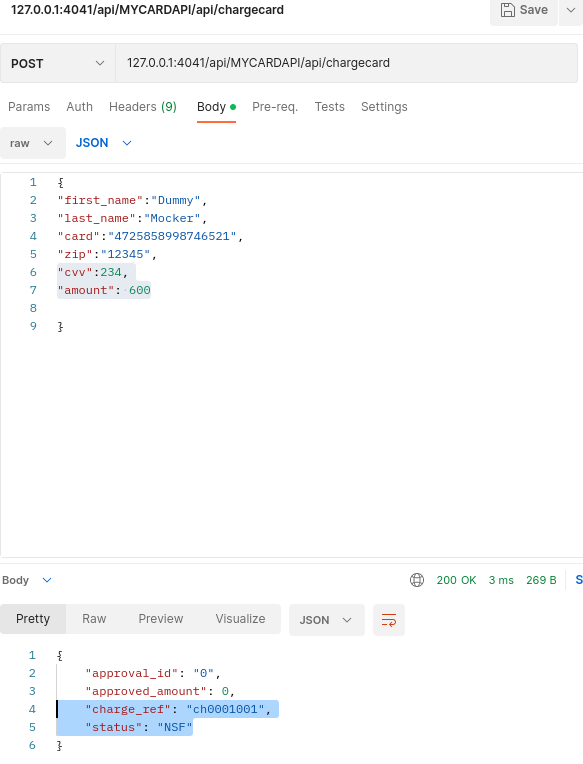 127.0.0.1:4041/api/MYCARDAPI/api/chargecard Save
POST 127.0.0.1:4041/api/MYCARDAPI/api/chargecard
Params Auth Headers (9) Body Pre-req. Tests Settings
raw JSON
1 {
2 "first_name":"Dummy",
3 "last_name":"Mocker",
4 "card":"4725858998746521",
5 "zip":"12345",
6 "cvv":234,
7 "amount": 600
8
9 }
Body 200 OK 3 ms 269 B S
Pretty Raw Preview Visualize JSON
1 {
2 "approval_id": "0",
3 "approved_amount": 0,
4 "charge_ref": "ch0001001",
5 "status": "NSF"
6 }